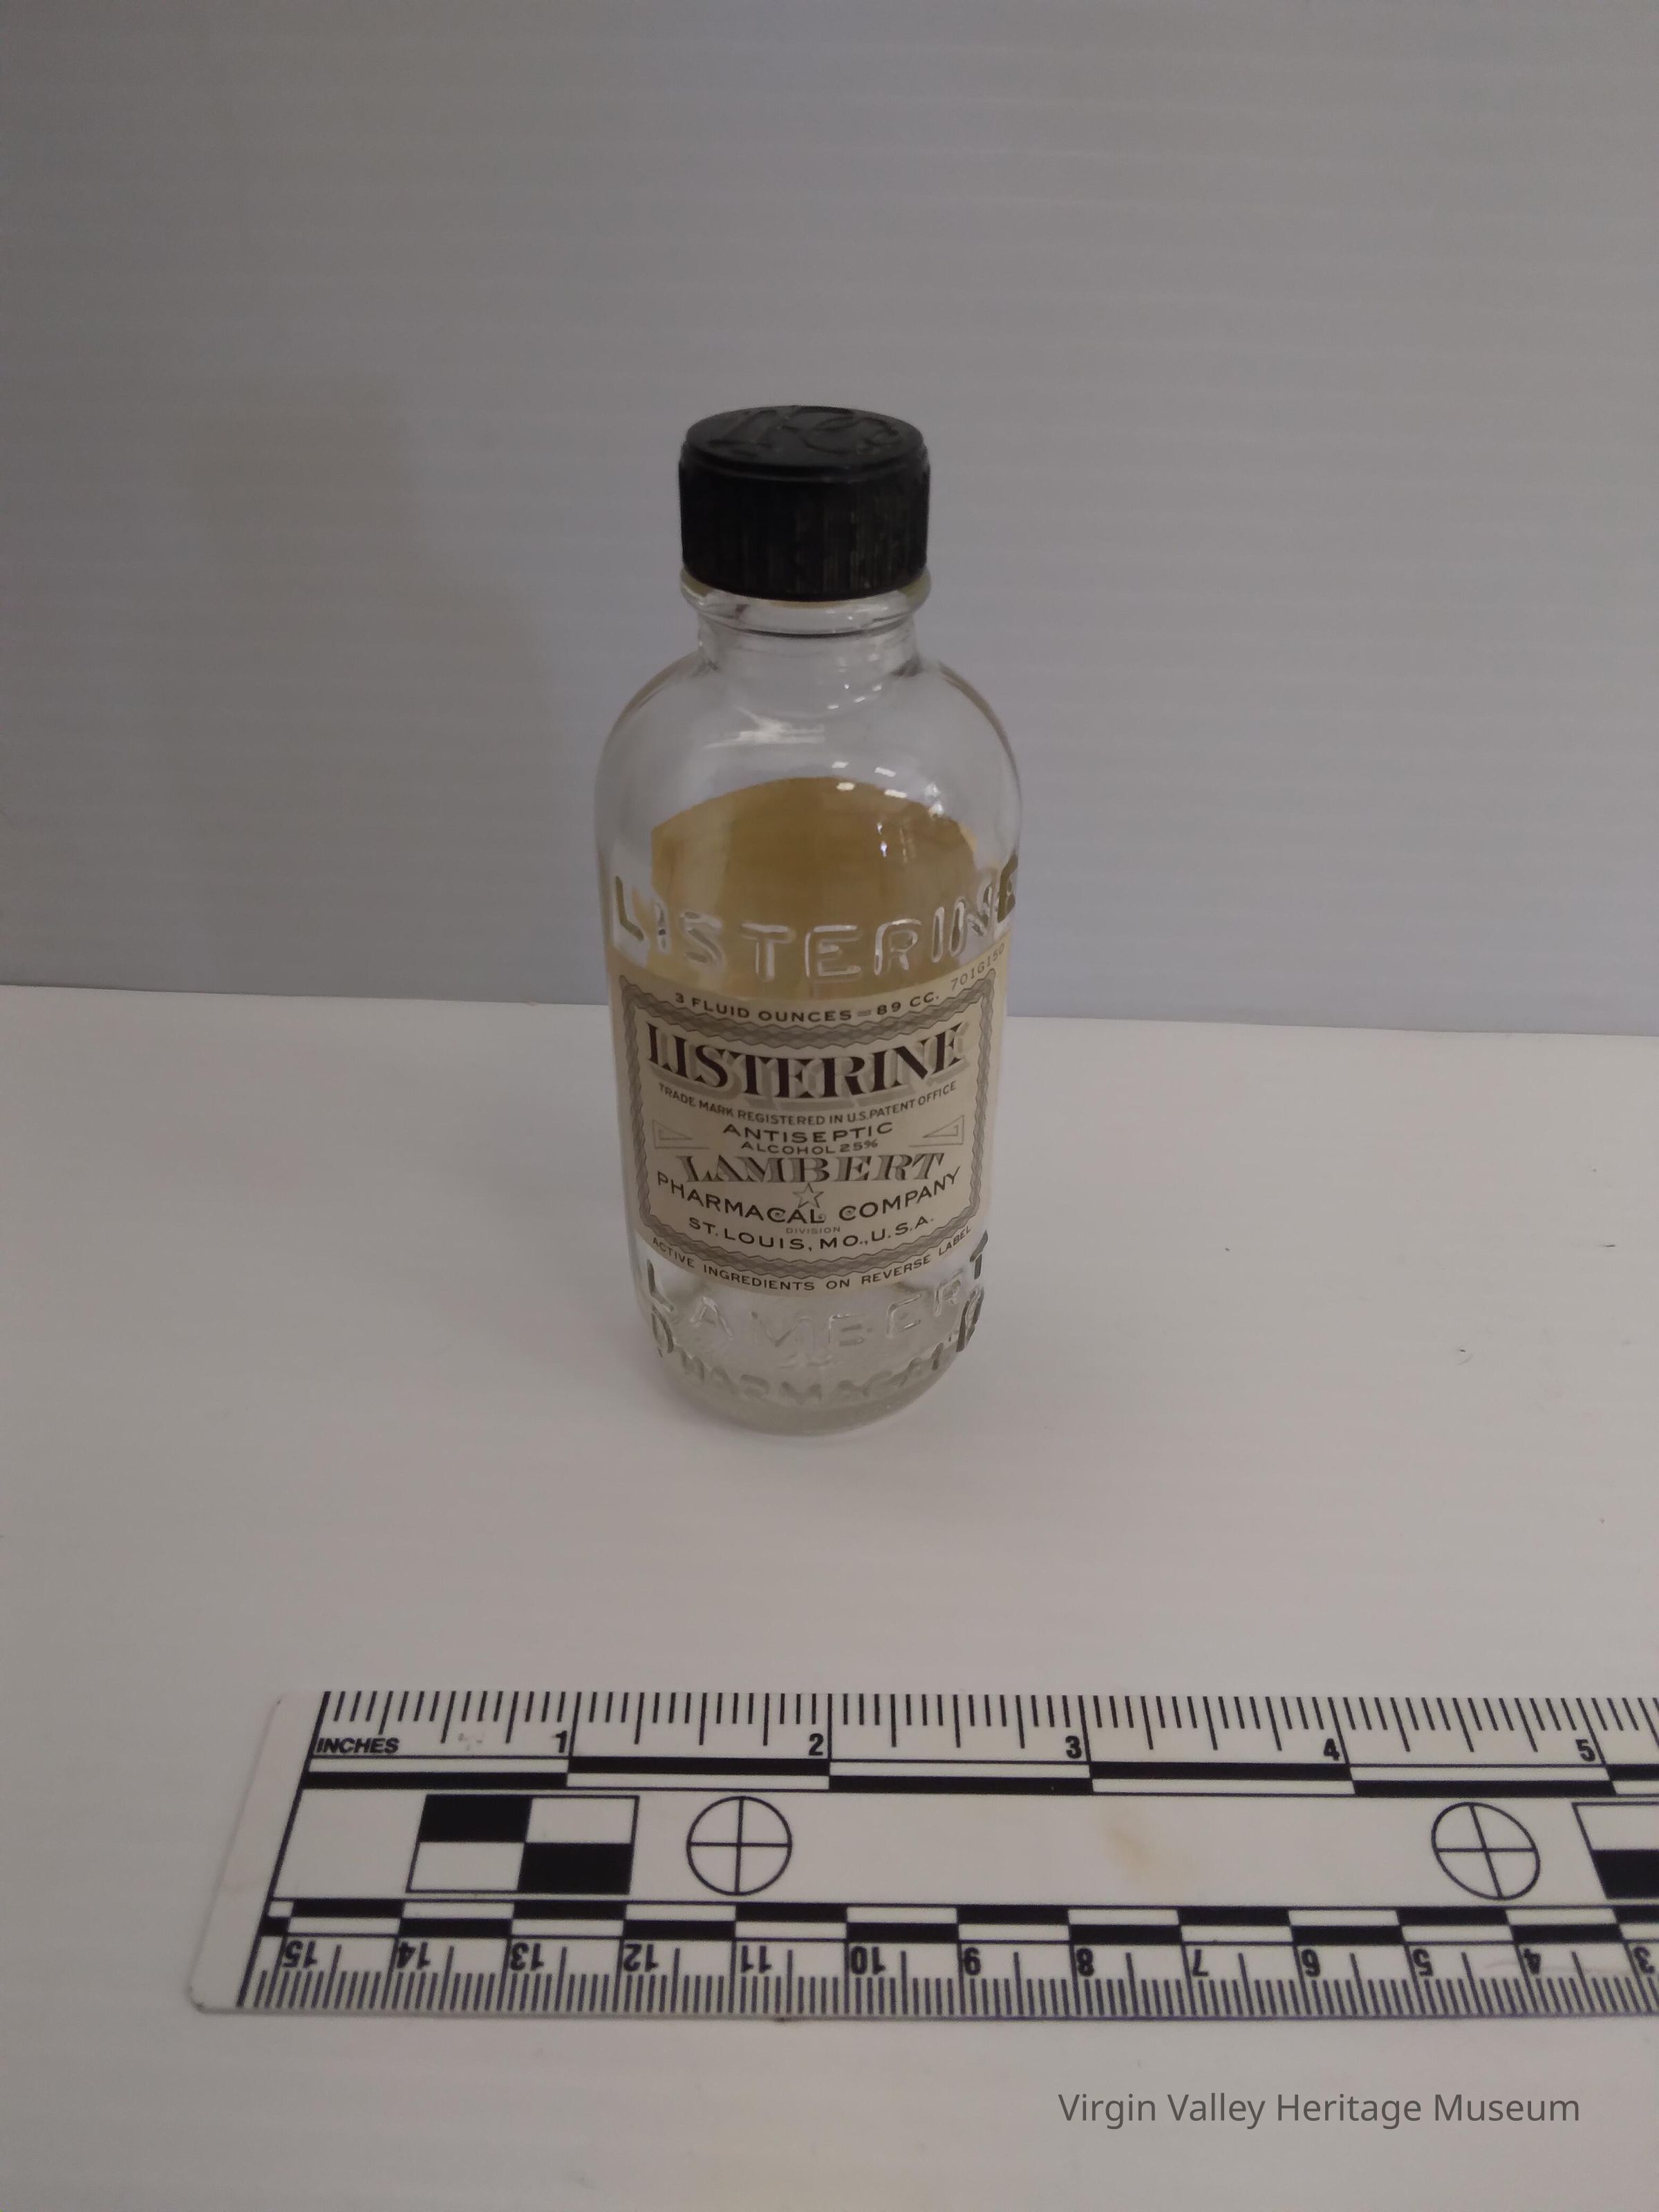 LISTERINE
3 FLUID OUNCES = 89 CC. 701G15D
LISTERINE
TRADE MARK REGISTERED IN U.S. PATENT OFFICE
ANTISEPTIC
ALCOHOL 25%
LAMBERT
PHARMACAL COMPANY
DIVISION
ST. LOUIS, MO., U.S.A.
ACTIVE INGREDIENTS ON REVERSE LABEL
LAMBERT
PHARMACAL
INCHES 1 2 3 4 5
15 14 13 12 11 10 9 8 7 6 5 4 3
Virgin Valley Heritage Museum